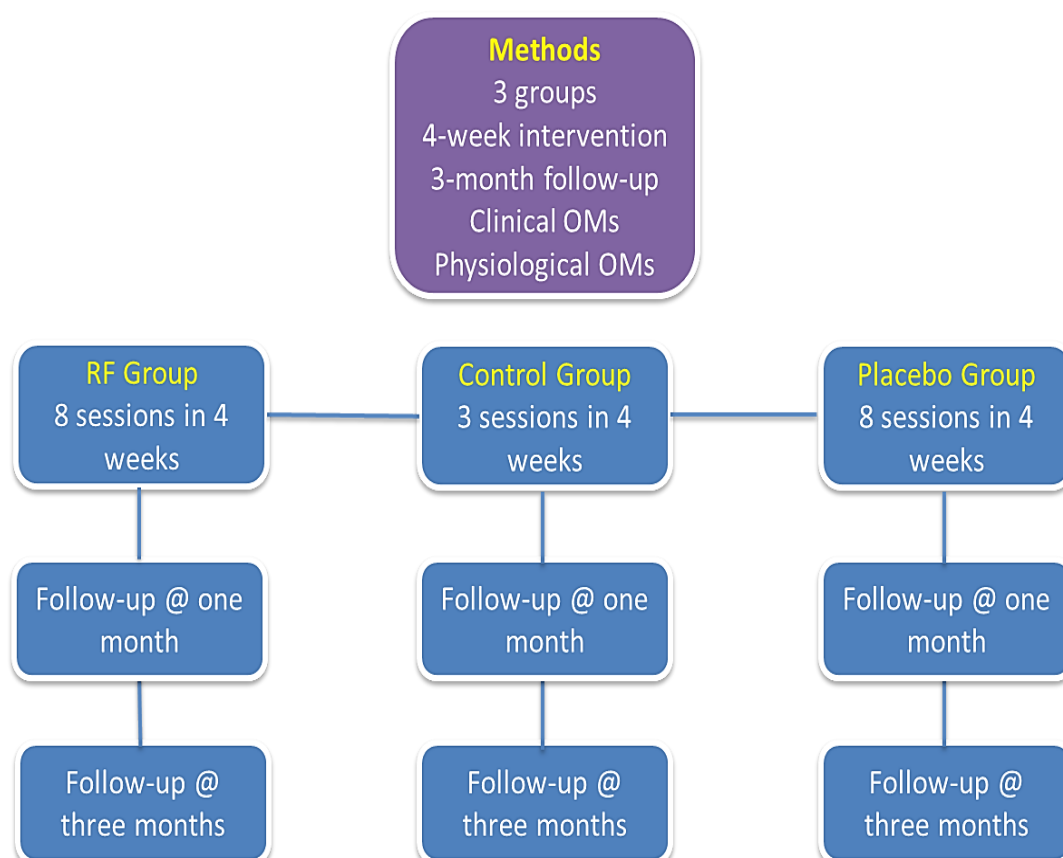 Methods
3 groups
4-week intervention
3-month follow-up
Clinical OMs
Physiological OMs
RF Group
8 sessions in 4
weeks
Control Group
3 sessions in 4
weeks
Placebo Group
8 sessions in 4
weeks
Follow-up @ one
month
Follow-up @ one
month
Follow-up @ one
month
Follow-up @
three months
Follow-up @
three months
Follow-up @
three months